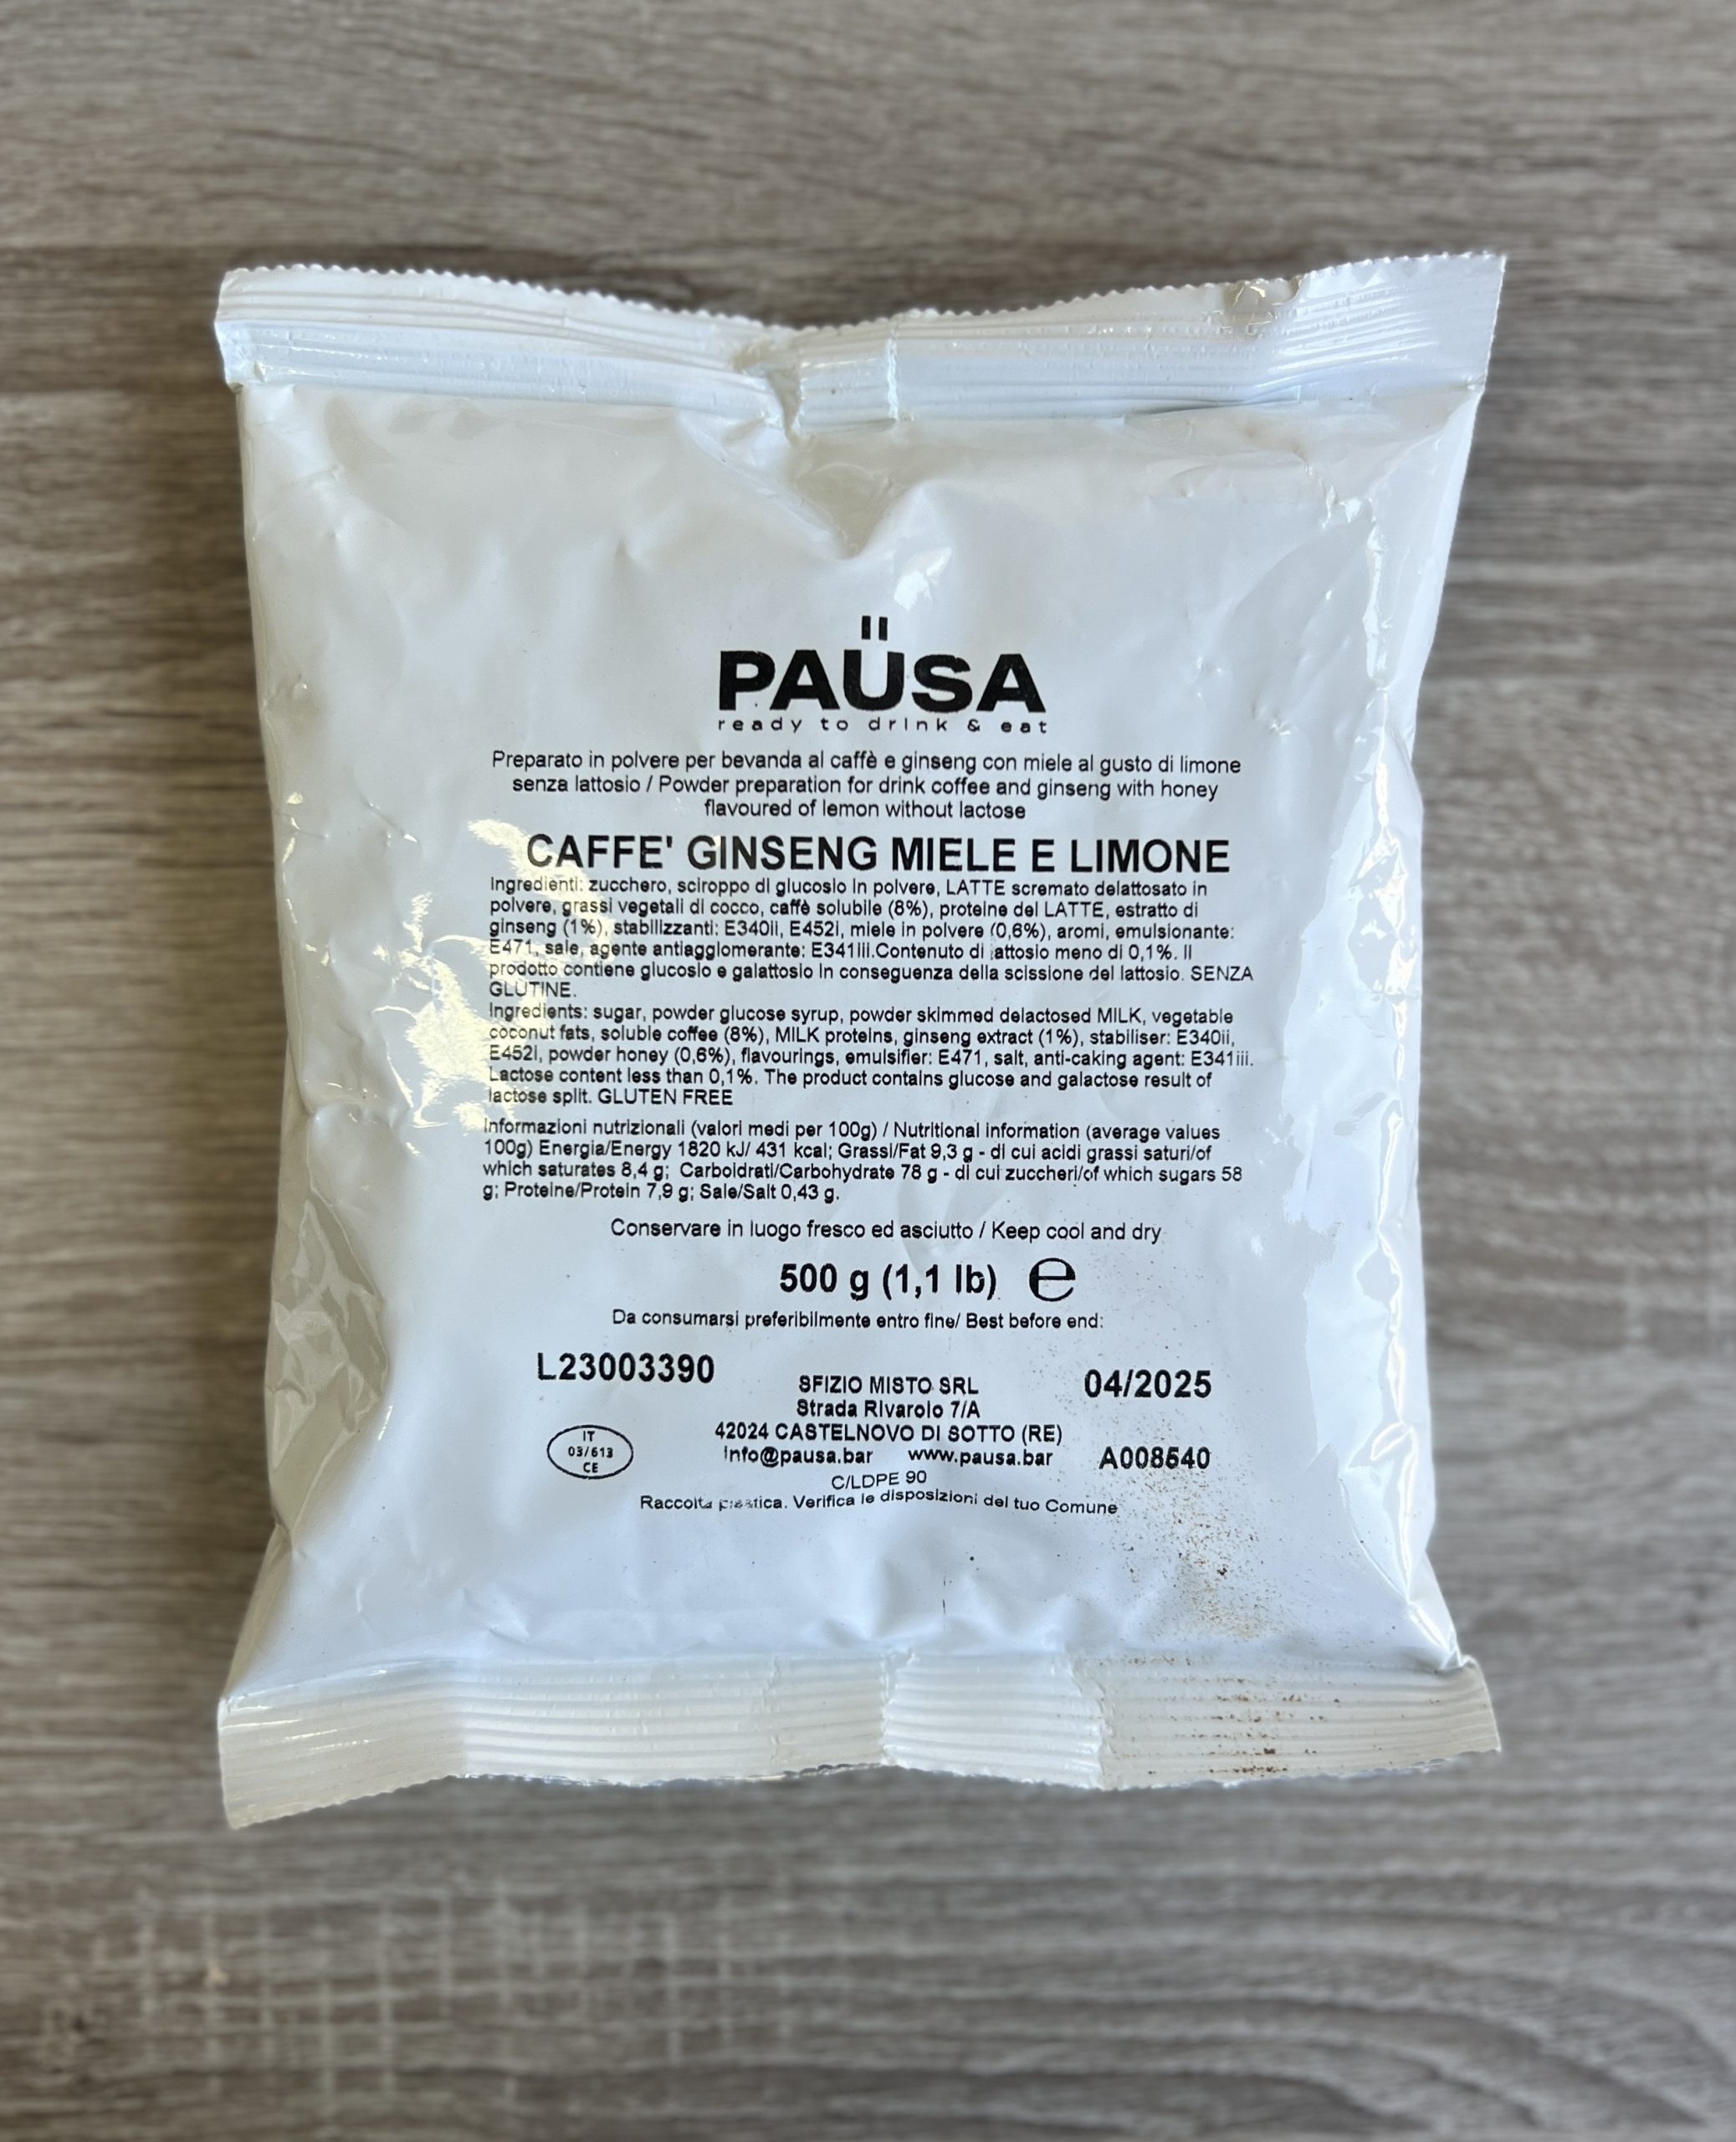 PAÜSA
ready to drink & eat
Preparato in polvere per bevanda al caffè e ginseng con miele al gusto di limone
senza lattosio / Powder preparation for drink coffee and ginseng with honey
flavoured of lemon without lactose
CAFFE' GINSENG MIELE E LIMONE
Ingredienti: zucchero, sciroppo di glucosio in polvere, LATTE scremato delattosato in
polvere, grassi vegetali di cocco, caffè solubile (8%), proteine del LATTE, estratto di
ginseng (1%), stabilizzanti: E340ii, E452i, miele in polvere (0,6%), aromi, emulsionante:
E471, sale, agente antiagglomerante: E341iii.Contenuto di lattosio meno di 0,1%. Il
prodotto contiene glucosio e galattosio in conseguenza della scissione del lattosio. SENZA
GLUTINE.
Ingredients: sugar, powder glucose syrup, powder skimmed delactosed MILK, vegetable
coconut fats, soluble coffee (8%), MILK proteins, ginseng extract (1%), stabiliser: E340ii,
E452i, powder honey (0,6%), flavourings, emulsifier: E471, salt, anti-caking agent: E341iii.
Lactose content less than 0,1%. The product contains glucose and galactose result of
lactose split. GLUTEN FREE
Informazioni nutrizionali (valori medi per 100g) / Nutritional information (average values
100g) Energia/Energy 1820 kJ/ 431 kcal; Grassi/Fat 9,3 g - di cui acidi grassi saturi/of
which saturates 8,4 g; Carboidrati/Carbohydrate 78 g - di cui zuccheri/of which sugars 58
g; Proteine/Protein 7,9 g; Sale/Salt 0,43 g.
Conservare in luogo fresco ed asciutto / Keep cool and dry
500 g (1,1 lb) ℮
Da consumarsi preferibilmente entro fine/ Best before end:
L23003390
04/2025
SFIZIO MISTO SRL
Strada Rivarolo 7/A
42024 CASTELNOVO DI SOTTO (RE)
info@pausa.bar www.pausa.bar
A008540
IT
03/613
CE
C/LDPE 90
Raccolta plastica. Verifica le disposizioni del tuo Comune